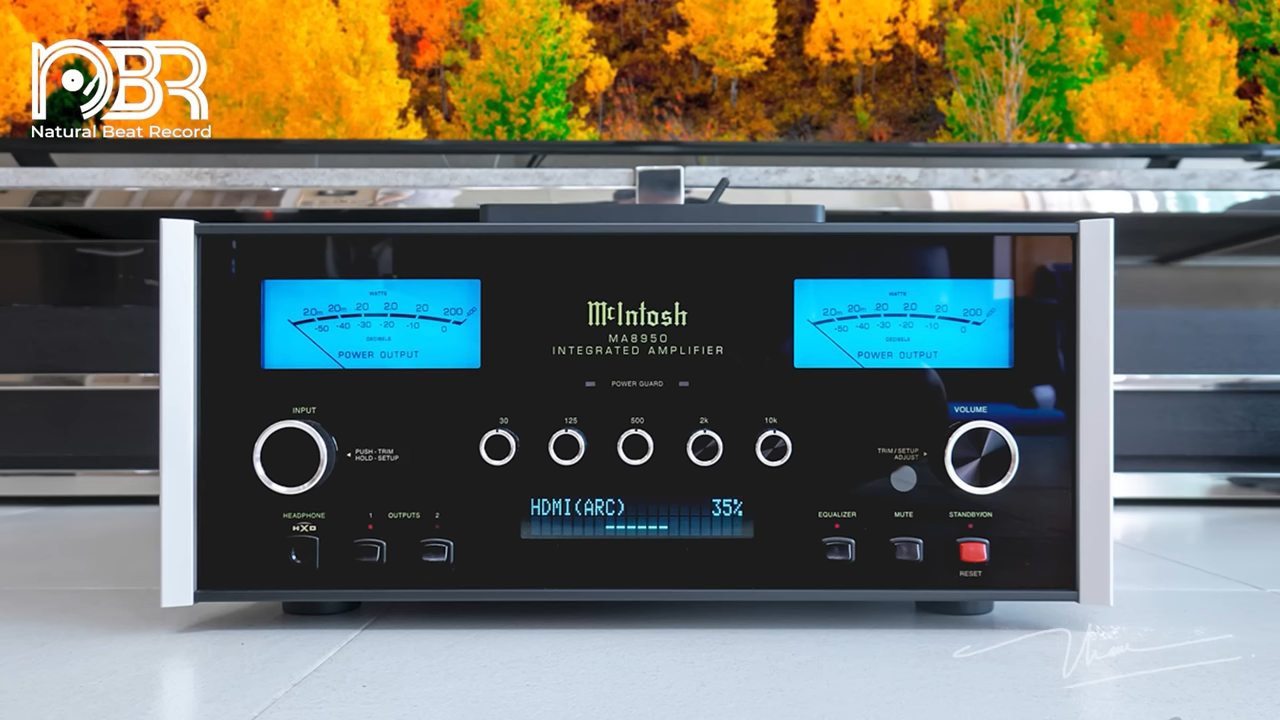 NBR
Natural Beat Record
WATTS
2.0m 20m .20 2.0 20 200
-50 -40 -30 -20 -10 0
DECIBELS
POWER OUTPUT
McIntosh
MA8950
INTEGRATED AMPLIFIER
WATTS
2.0m 20m .20 2.0 20 200
-50 -40 -30 -20 -10 0
DECIBELS
POWER OUTPUT
POWER GUARD
INPUT
PUSH - TRIM
HOLD - SETUP
30 125 500 2k 10k
VOLUME
TRIM / SETUP
ADJUST
HDMI(ARC) 35%
HEADPHONE
HXD
1 OUTPUTS 2
EQUALIZER
MUTE
STANDBY/ON
RESET